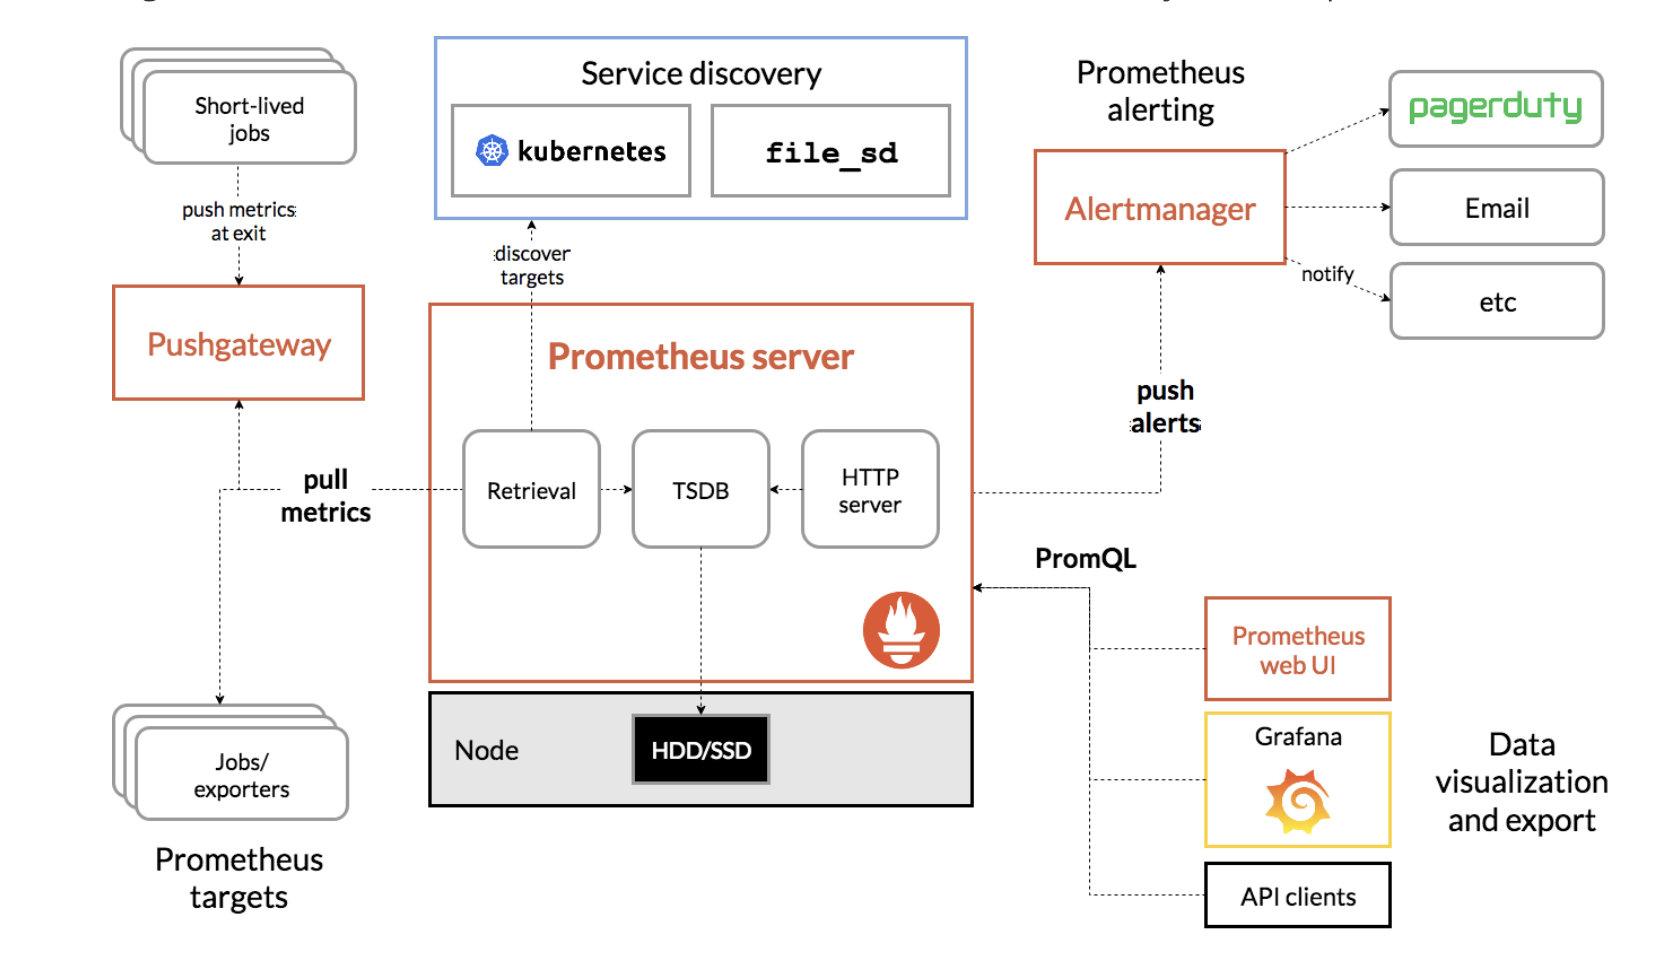 Short-lived
jobs
push metrics
at exit
Pushgateway
pull
metrics
Jobs/
exporters
Prometheus
targets
Service discovery
kubernetes
file_sd
discover
targets
Prometheus server
Retrieval
TSDB
HTTP
server
Node
HDD/SSD
Prometheus
alerting
Alertmanager
pagerduty
Email
notify
etc
push
alerts
PromQL
Prometheus
web UI
Grafana
API clients
Data
visualization
and export